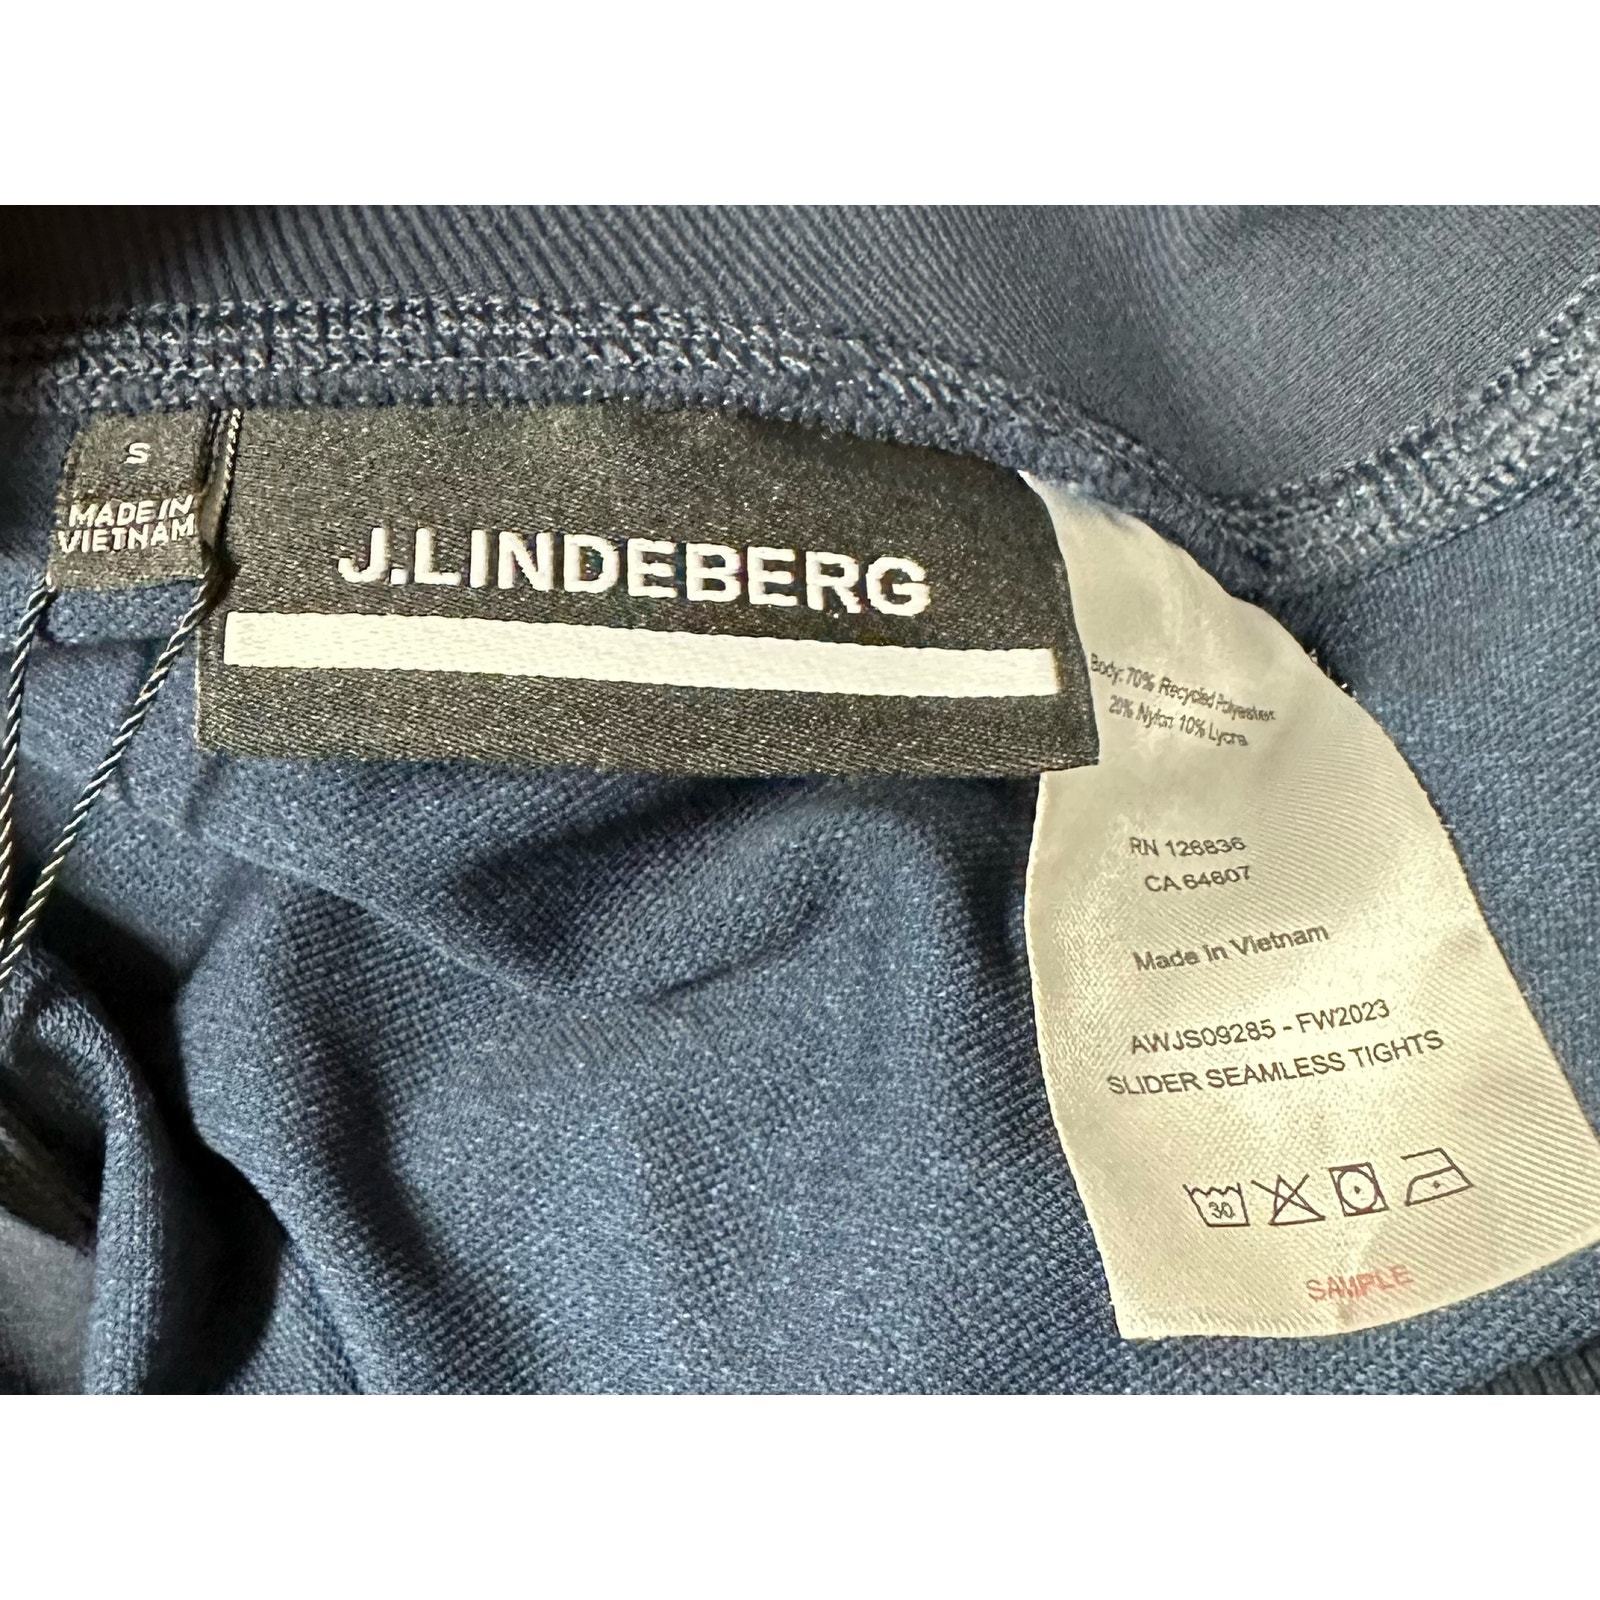 S
MADE IN
VIETNAM
J.LINDEBERG
Body: 70% Recycled Polyester
20% Nylon 10% Lycra
RN 126836
CA 64607
Made in Vietnam
AWJS09285 - FW2023
SLIDER SEAMLESS TIGHTS
30
SAMPLE